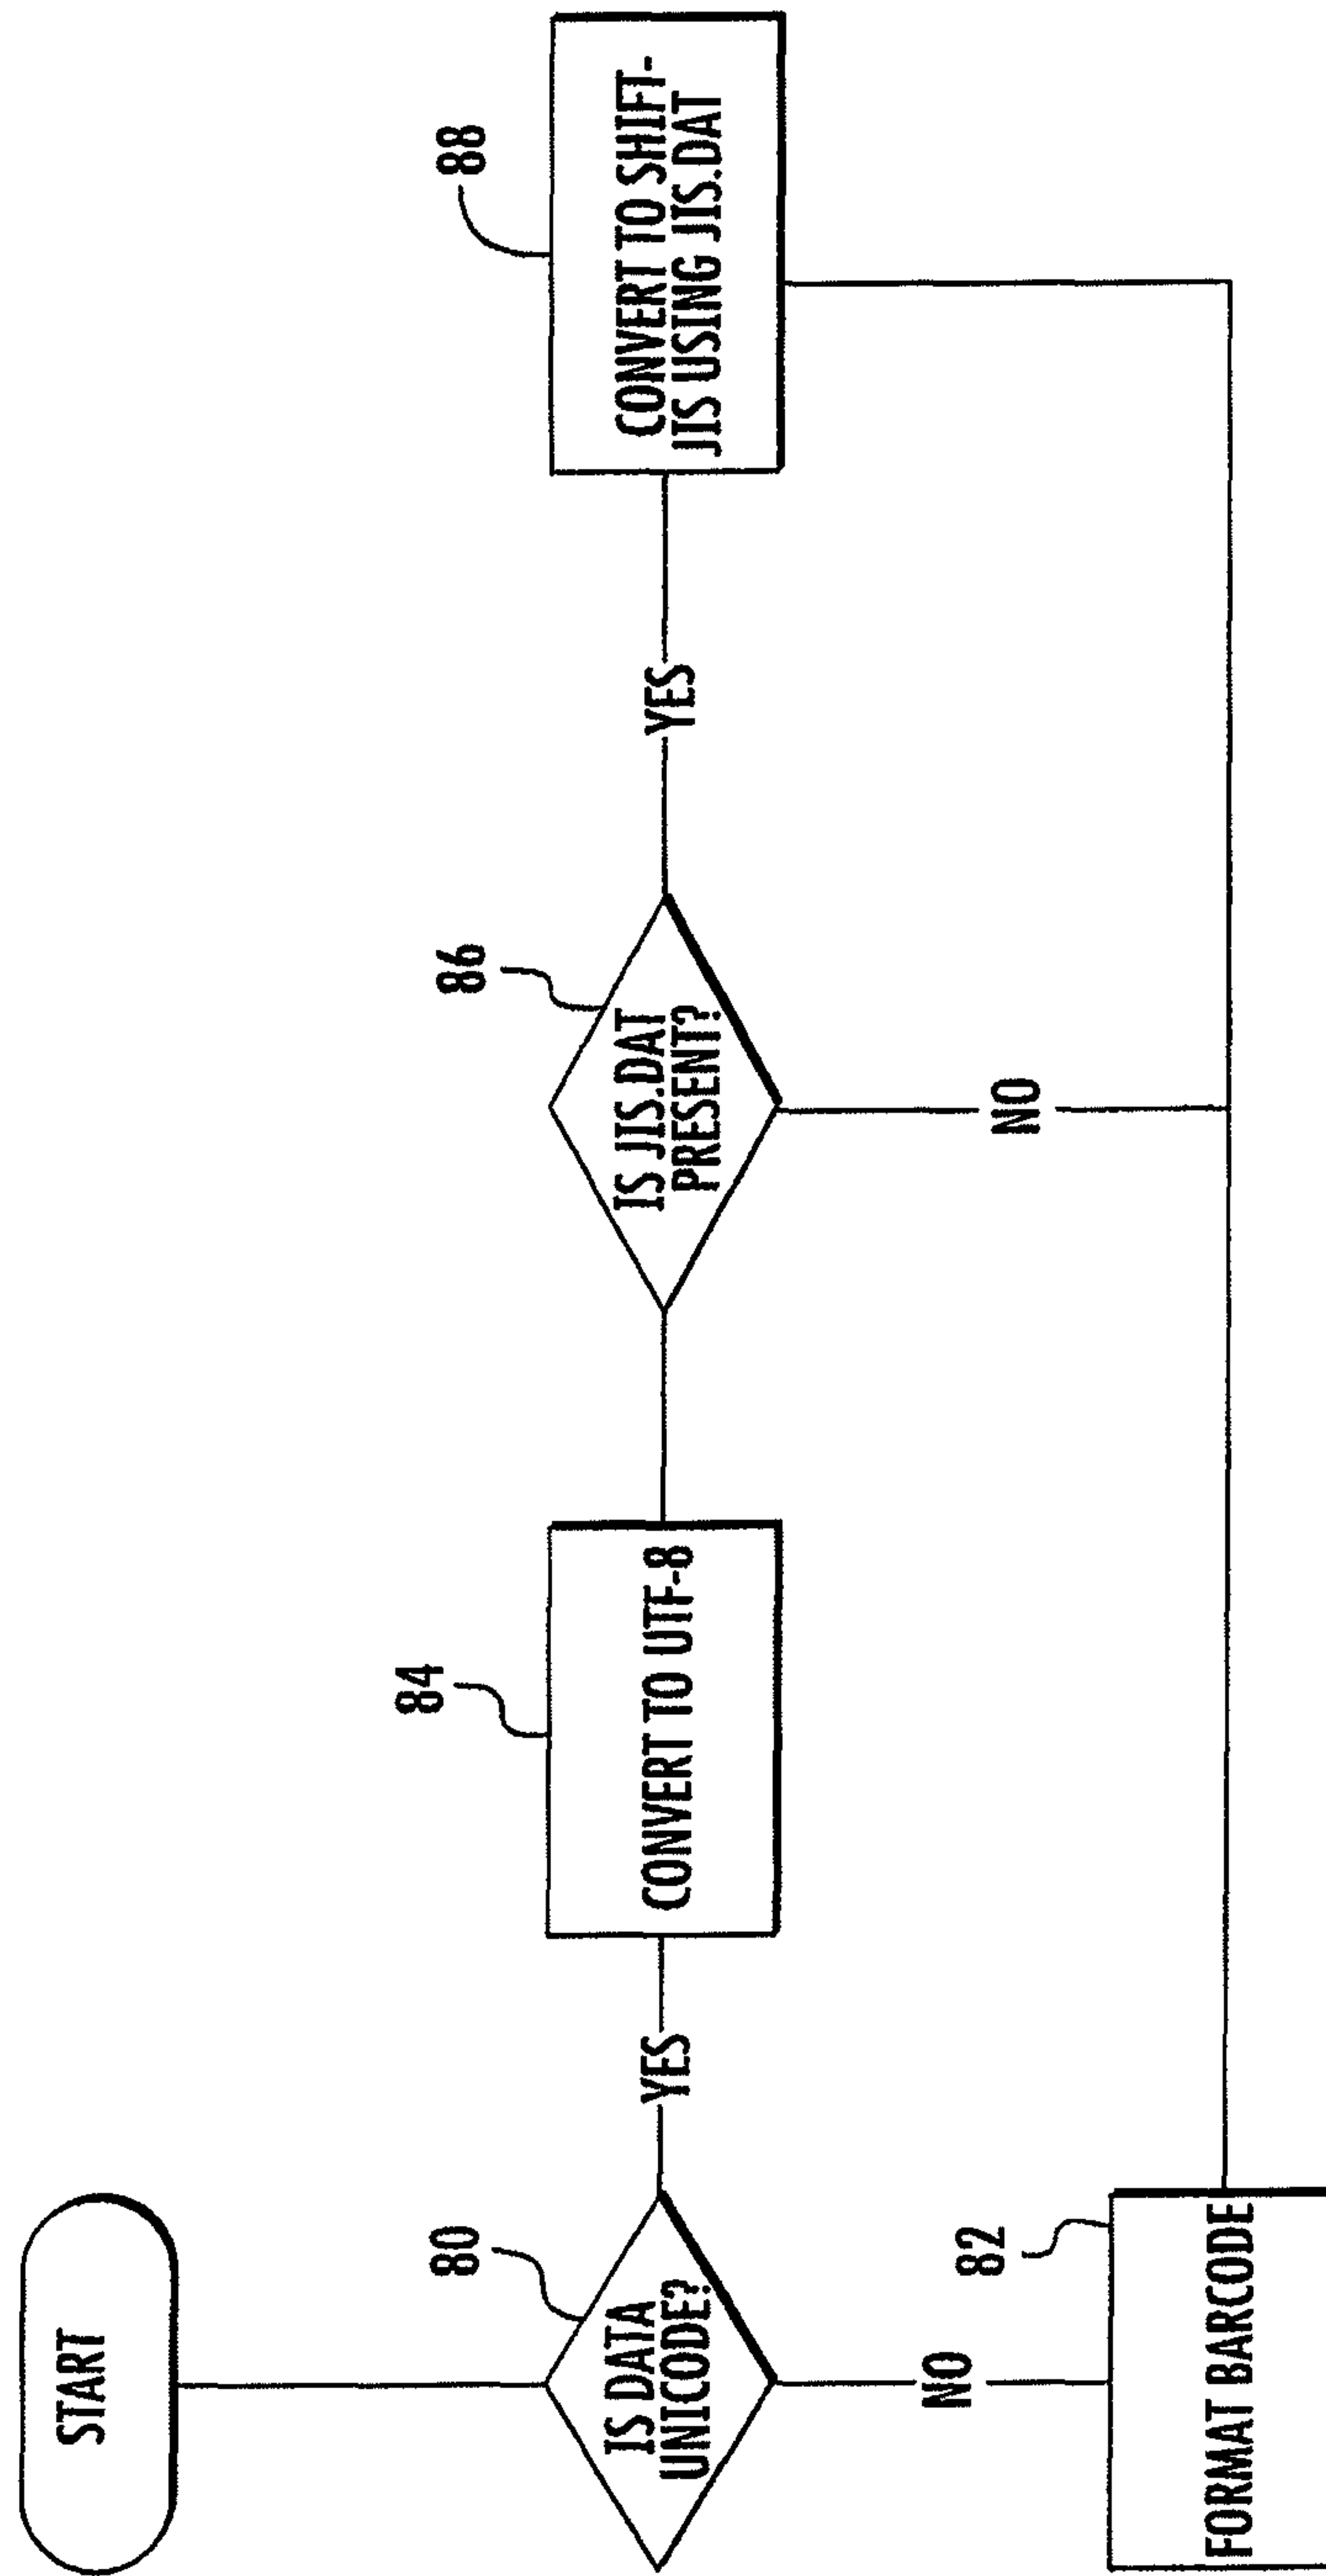 START
80
IS DATA
UNICODE?
YES
NO
82
FORMAT BARCODE
84
CONVERT TO UTF-8
86
IS JIS.DAT
PRESENT?
YES
NO
88
CONVERT TO SHIFT-
JIS USING JIS.DAT